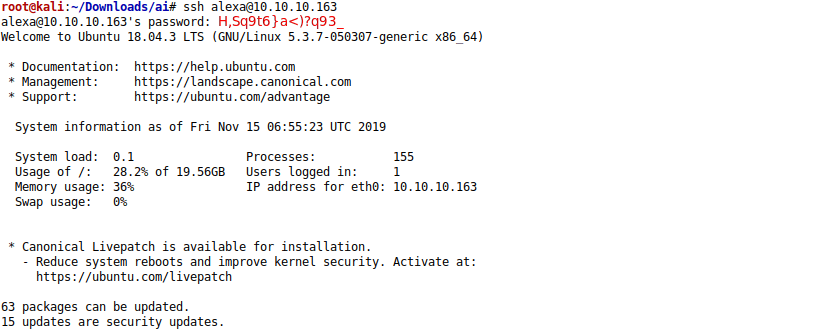 root@kali:~/Downloads/ai# ssh alexa@10.10.10.163
alexa@10.10.10.163's password: H,Sq9t6}a<)?q93_
Welcome to Ubuntu 18.04.3 LTS (GNU/Linux 5.3.7-050307-generic x86_64)

 * Documentation:  https://help.ubuntu.com
 * Management:     https://landscape.canonical.com
 * Support:        https://ubuntu.com/advantage

  System information as of Fri Nov 15 06:55:23 UTC 2019

  System load:  0.1                Processes:           155
  Usage of /:   28.2% of 19.56GB   Users logged in:     1
  Memory usage: 36%                IP address for eth0: 10.10.10.163
  Swap usage:   0%

 * Canonical Livepatch is available for installation.
   - Reduce system reboots and improve kernel security. Activate at:
     https://ubuntu.com/livepatch

63 packages can be updated.
15 updates are security updates.